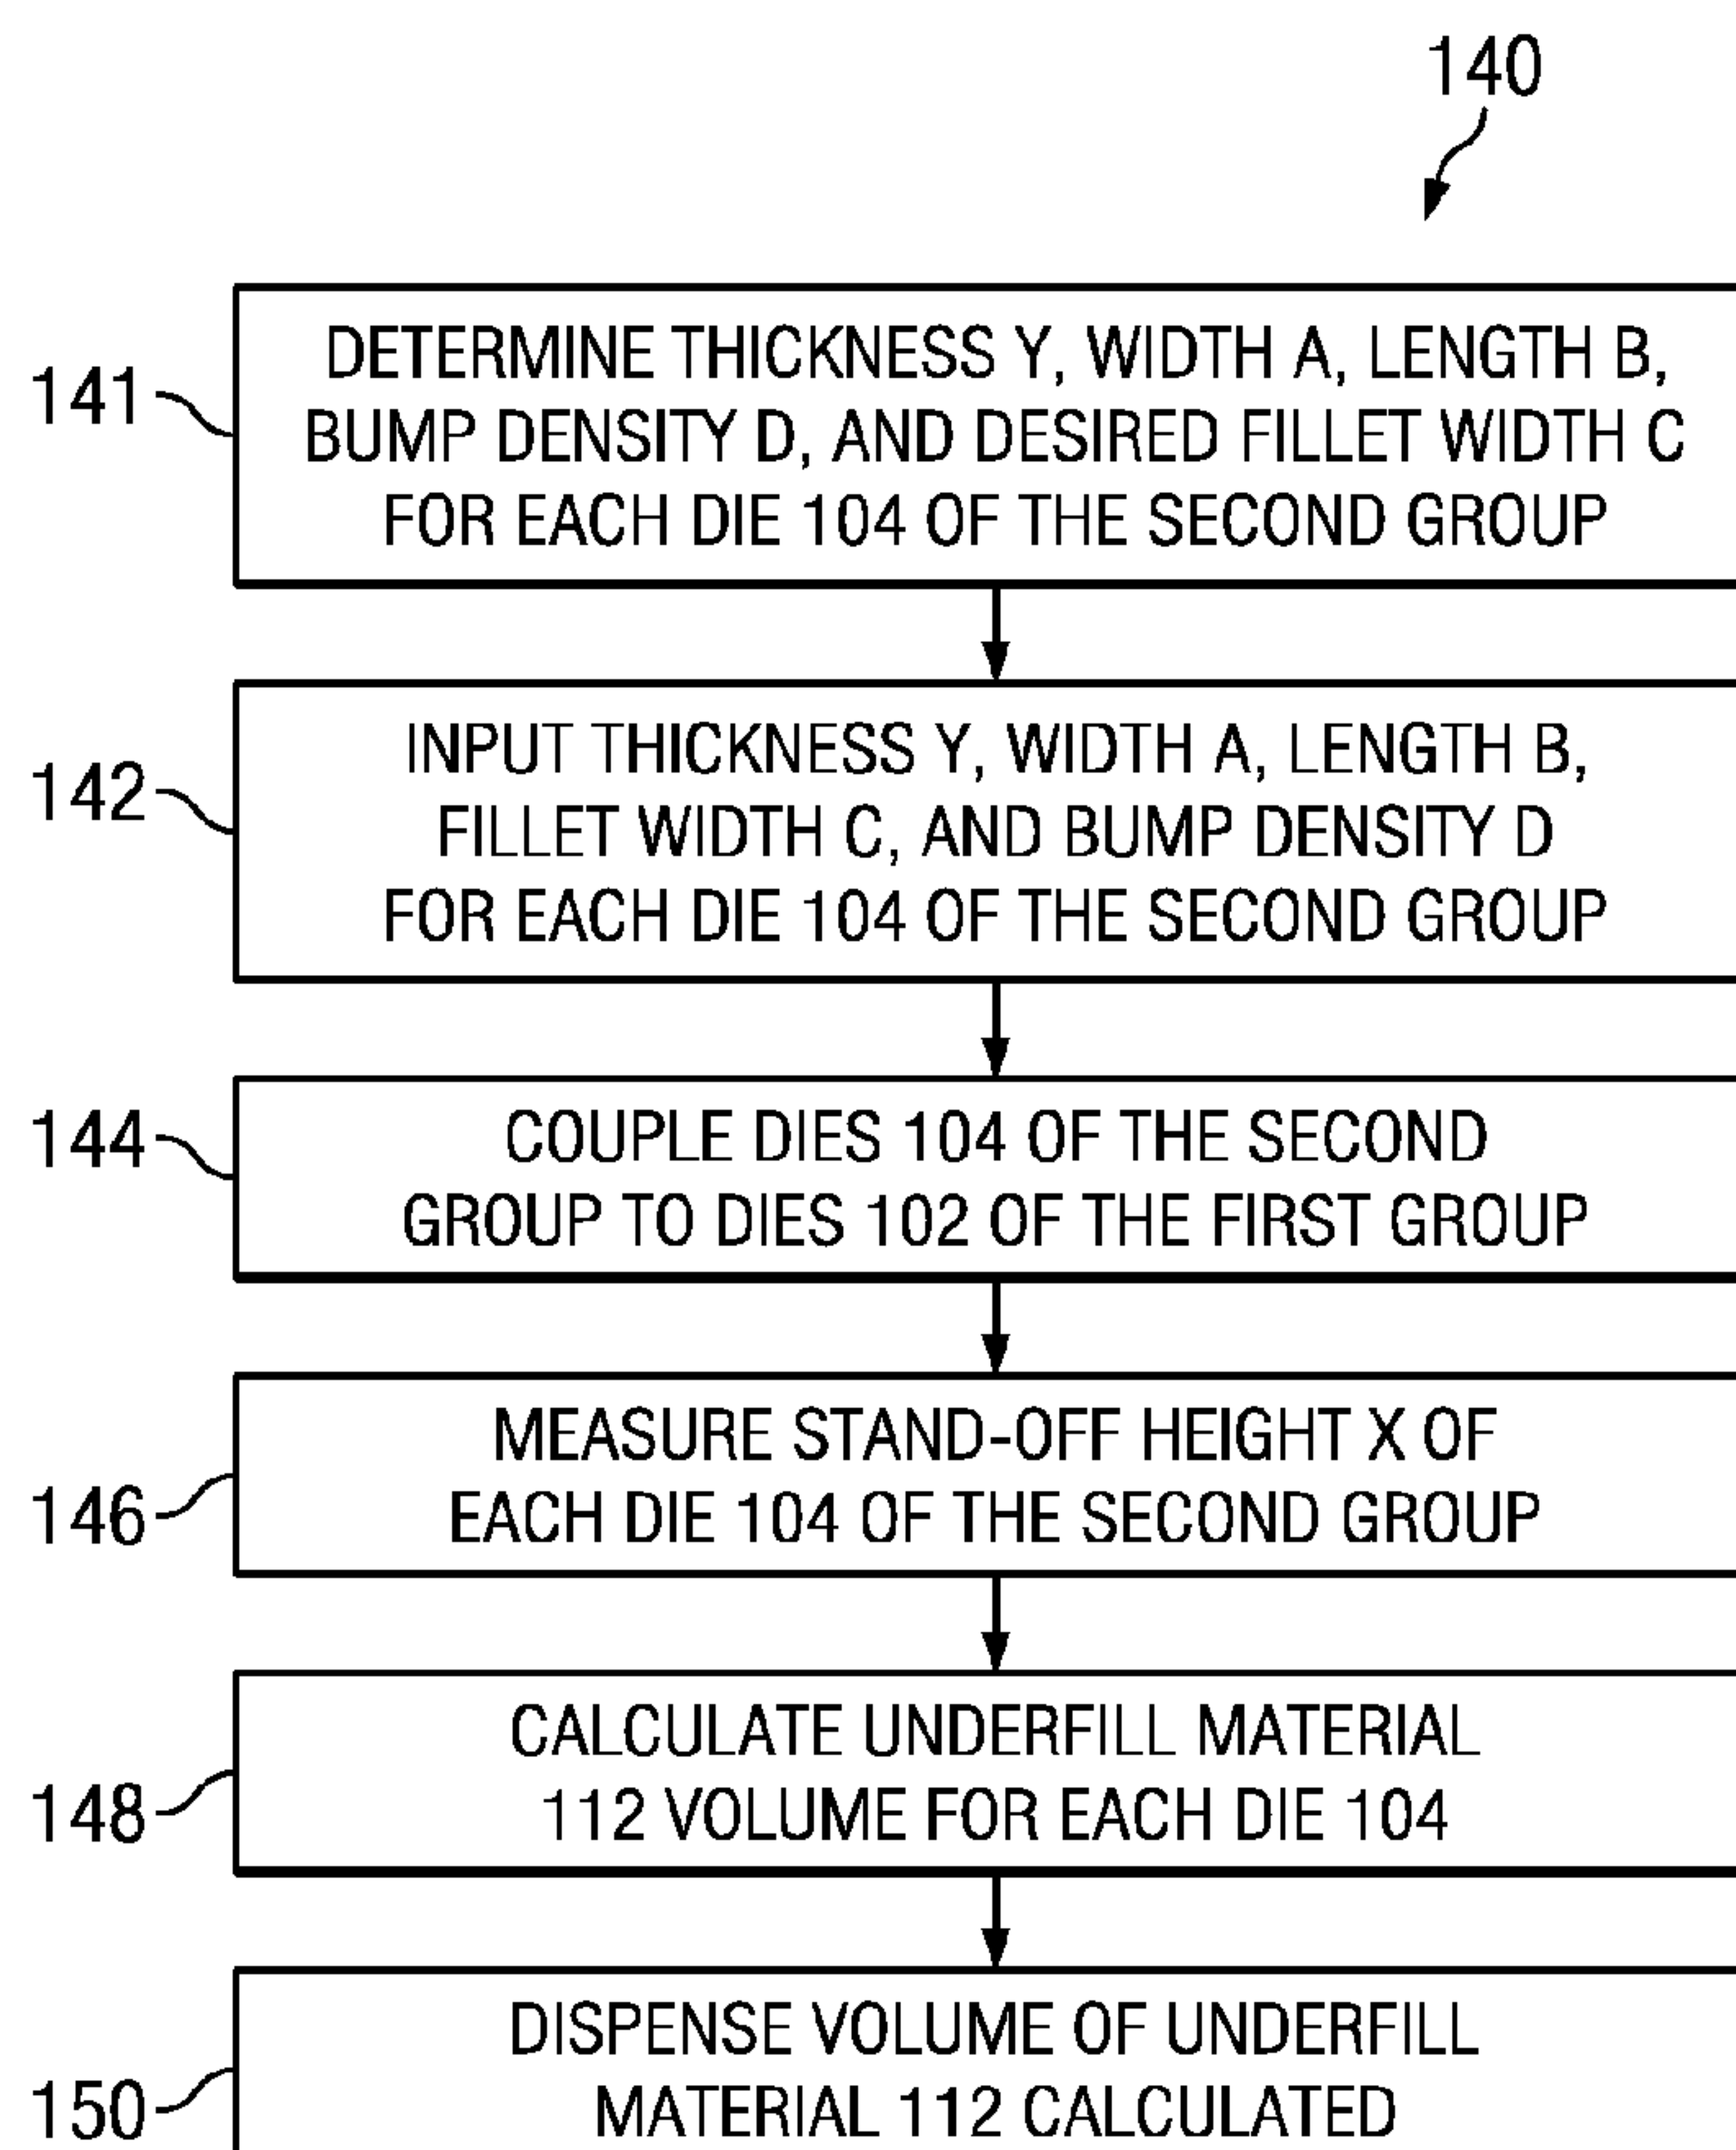 140
141
DETERMINE THICKNESS Y, WIDTH A, LENGTH B,
BUMP DENSITY D, AND DESIRED FILLET WIDTH C
FOR EACH DIE 104 OF THE SECOND GROUP
142
INPUT THICKNESS Y, WIDTH A, LENGTH B,
FILLET WIDTH C, AND BUMP DENSITY D
FOR EACH DIE 104 OF THE SECOND GROUP
144
COUPLE DIES 104 OF THE SECOND
GROUP TO DIES 102 OF THE FIRST GROUP
146
MEASURE STAND-OFF HEIGHT X OF
EACH DIE 104 OF THE SECOND GROUP
148
CALCULATE UNDERFILL MATERIAL
112 VOLUME FOR EACH DIE 104
150
DISPENSE VOLUME OF UNDERFILL
MATERIAL 112 CALCULATED